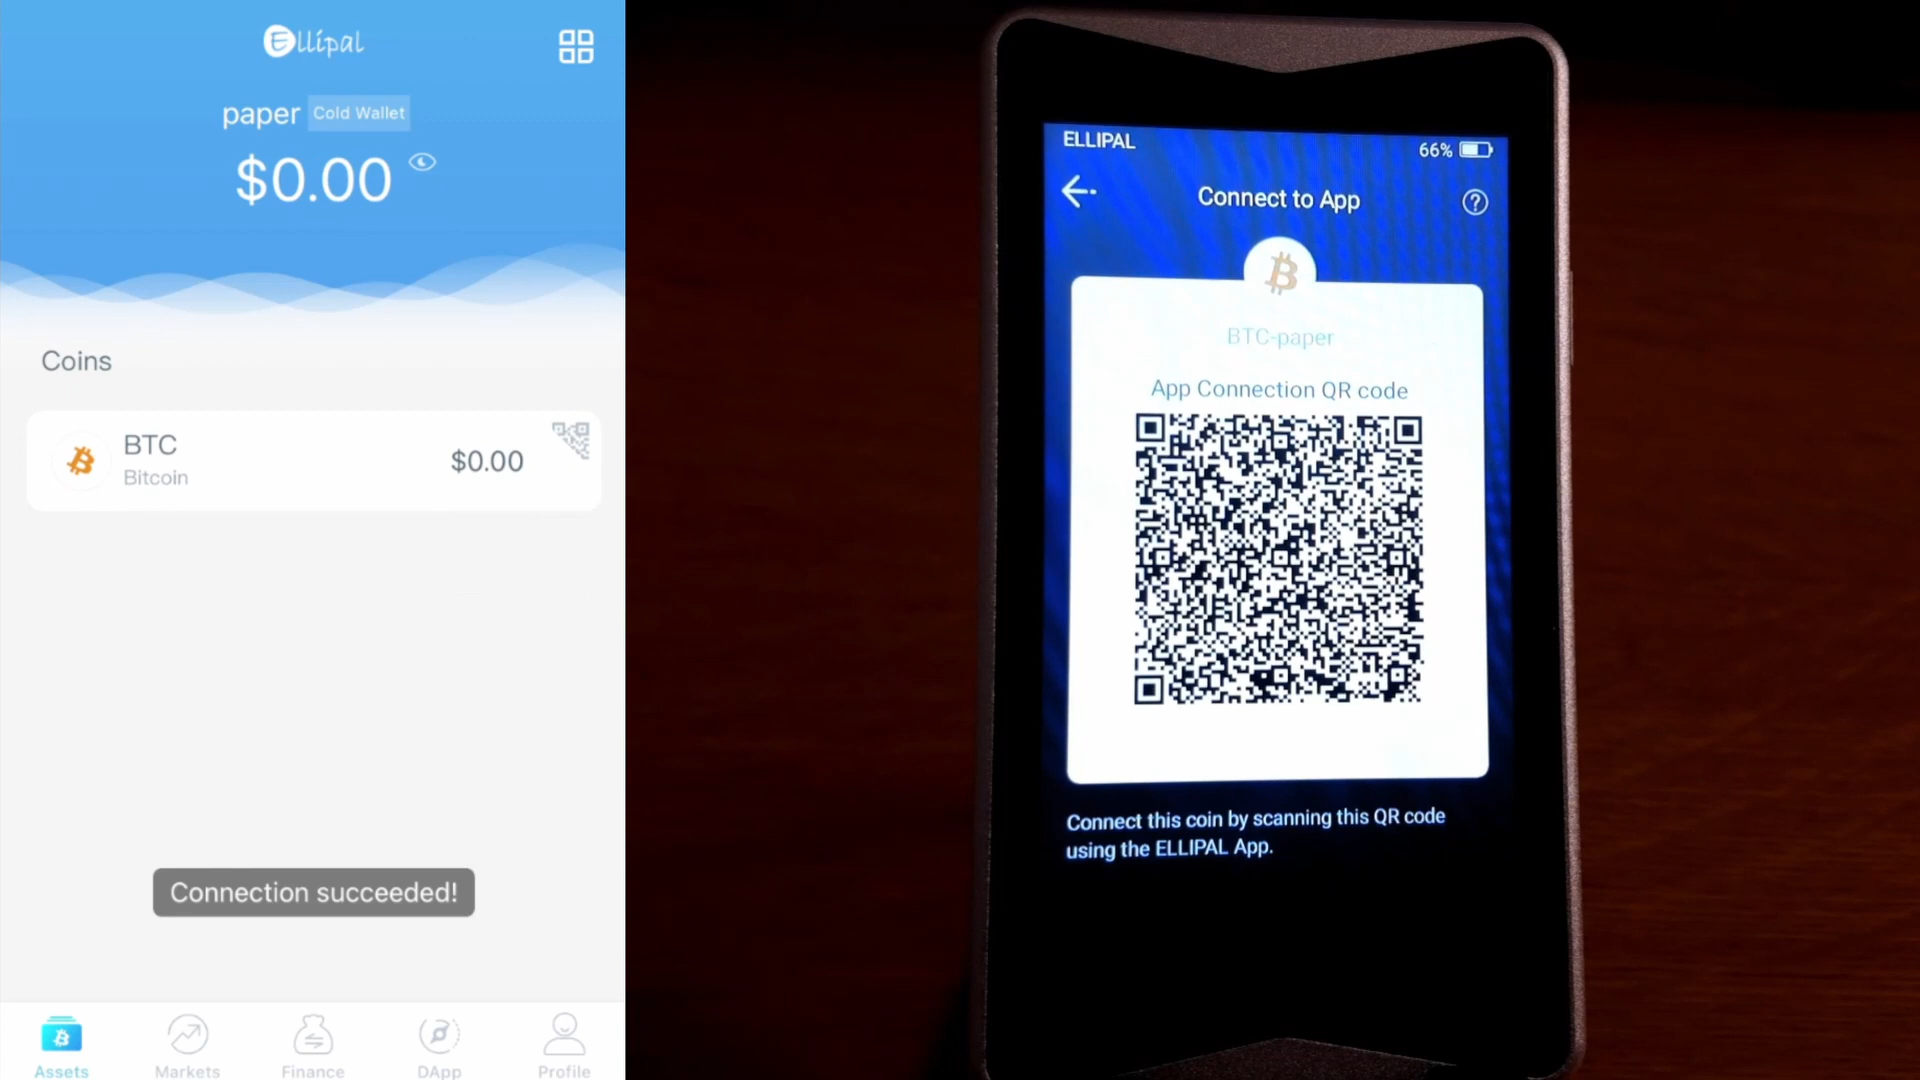 Ellipal
paper
Cold Wallet
$0.00
Coins
BTC
Bitcoin
$0.00
Connection succeeded!
Assets
Markets
Finance
DApp
Profile
ELLIPAL
66%
Connect to App
BTC-paper
App Connection QR code
Connect this coin by scanning this QR code
using the ELLIPAL App.